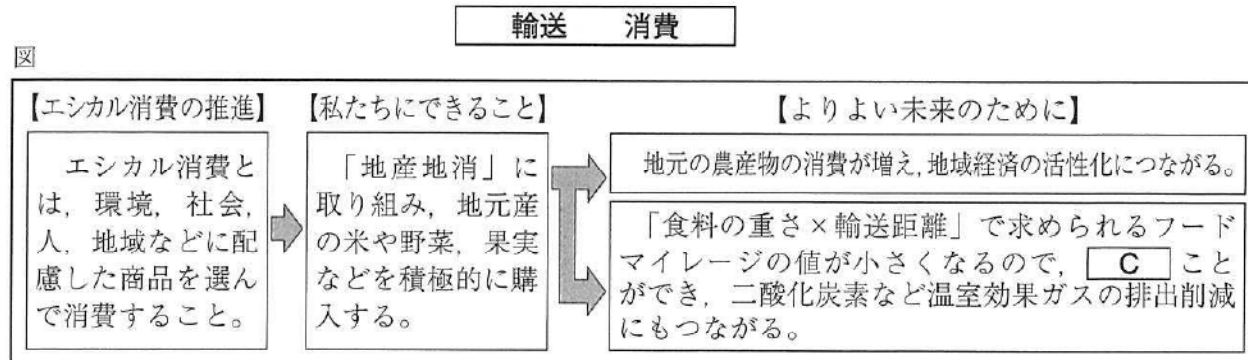 輸送 消費
図
【エシカル消費の推進】
エシカル消費と
は，環境，社会，
人，地域などに配
慮した商品を選ん
で消費すること。
【私たちにできること】
「地産地消」に
取り組み，地元産
の米や野菜，果実
などを積極的に購
入する。
【よりよい未来のために】
地元の農産物の消費が増え，地域経済の活性化につながる。
「食料の重さ×輸送距離」で求められるフード
マイレージの値が小さくなるので， C こと
ができ，二酸化炭素など温室効果ガスの排出削減
にもつながる。